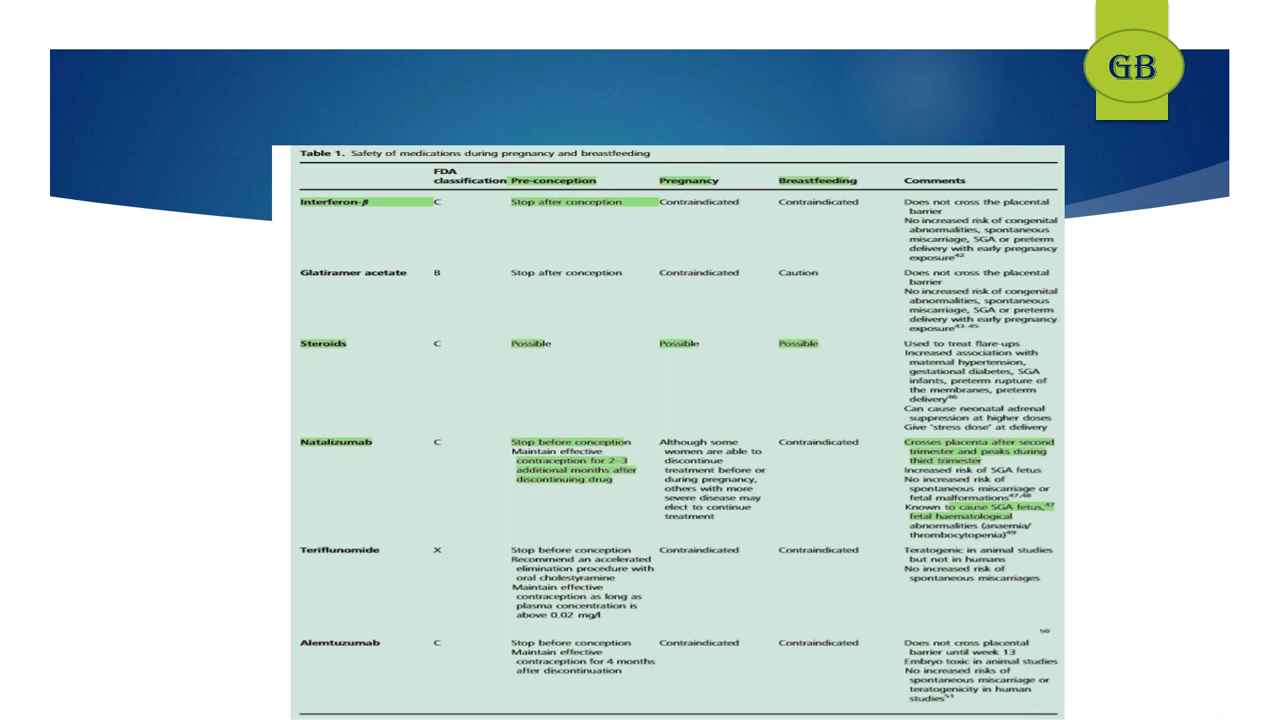 GB
Table 1. Safety of medications during pregnancy and breastfeeding
FDA
classification Pre-conception Pregnancy Breastfeeding Comments
Interferon-β C Stop after conception Contraindicated Contraindicated Does not cross the placental
barrier
No increased risk of congenital
abnormalities, spontaneous
miscarriage, SGA or preterm
delivery with early pregnancy
exposure42
Glatiramer acetate B Stop after conception Contraindicated Caution Does not cross the placental
barrier
No increased risk of congenital
abnormalities, spontaneous
miscarriage, SGA or preterm
delivery with early pregnancy
exposure43–45
Steroids C Possible Possible Possible Used to treat flare-ups
Increased association with
maternal hypertension,
gestational diabetes, SGA
infants, preterm rupture of
the membranes, preterm
delivery46
Can cause neonatal adrenal
suppression at higher doses
Give 'stress dose' at delivery
Natalizumab C Stop before conception Although some Contraindicated Crosses placenta after second
Maintain effective women are able to trimester and peaks during
contraception for 2–3 discontinue third trimester
additional months after treatment before or Increased risk of SGA fetus
discontinuing drug during pregnancy, No increased risk of
others with more spontaneous miscarriage or
severe disease may fetal malformations47,48
elect to continue Known to cause SGA fetus,47
treatment fetal haematological
abnormalities (anaemia/
thrombocytopenia)49
Teriflunomide X Stop before conception Contraindicated Contraindicated Teratogenic in animal studies
Recommend an accelerated but not in humans
elimination procedure with No increased risk of
oral cholestyramine spontaneous miscarriages
Maintain effective
contraception as long as
plasma concentration is
above 0.02 mg/l
50
Alemtuzumab C Stop before conception Contraindicated Contraindicated Does not cross placental
Maintain effective barrier until week 13
contraception for 4 months Embryo toxic in animal studies
after discontinuation No increased risks of
spontaneous miscarriage or
teratogenicity in human
studies51